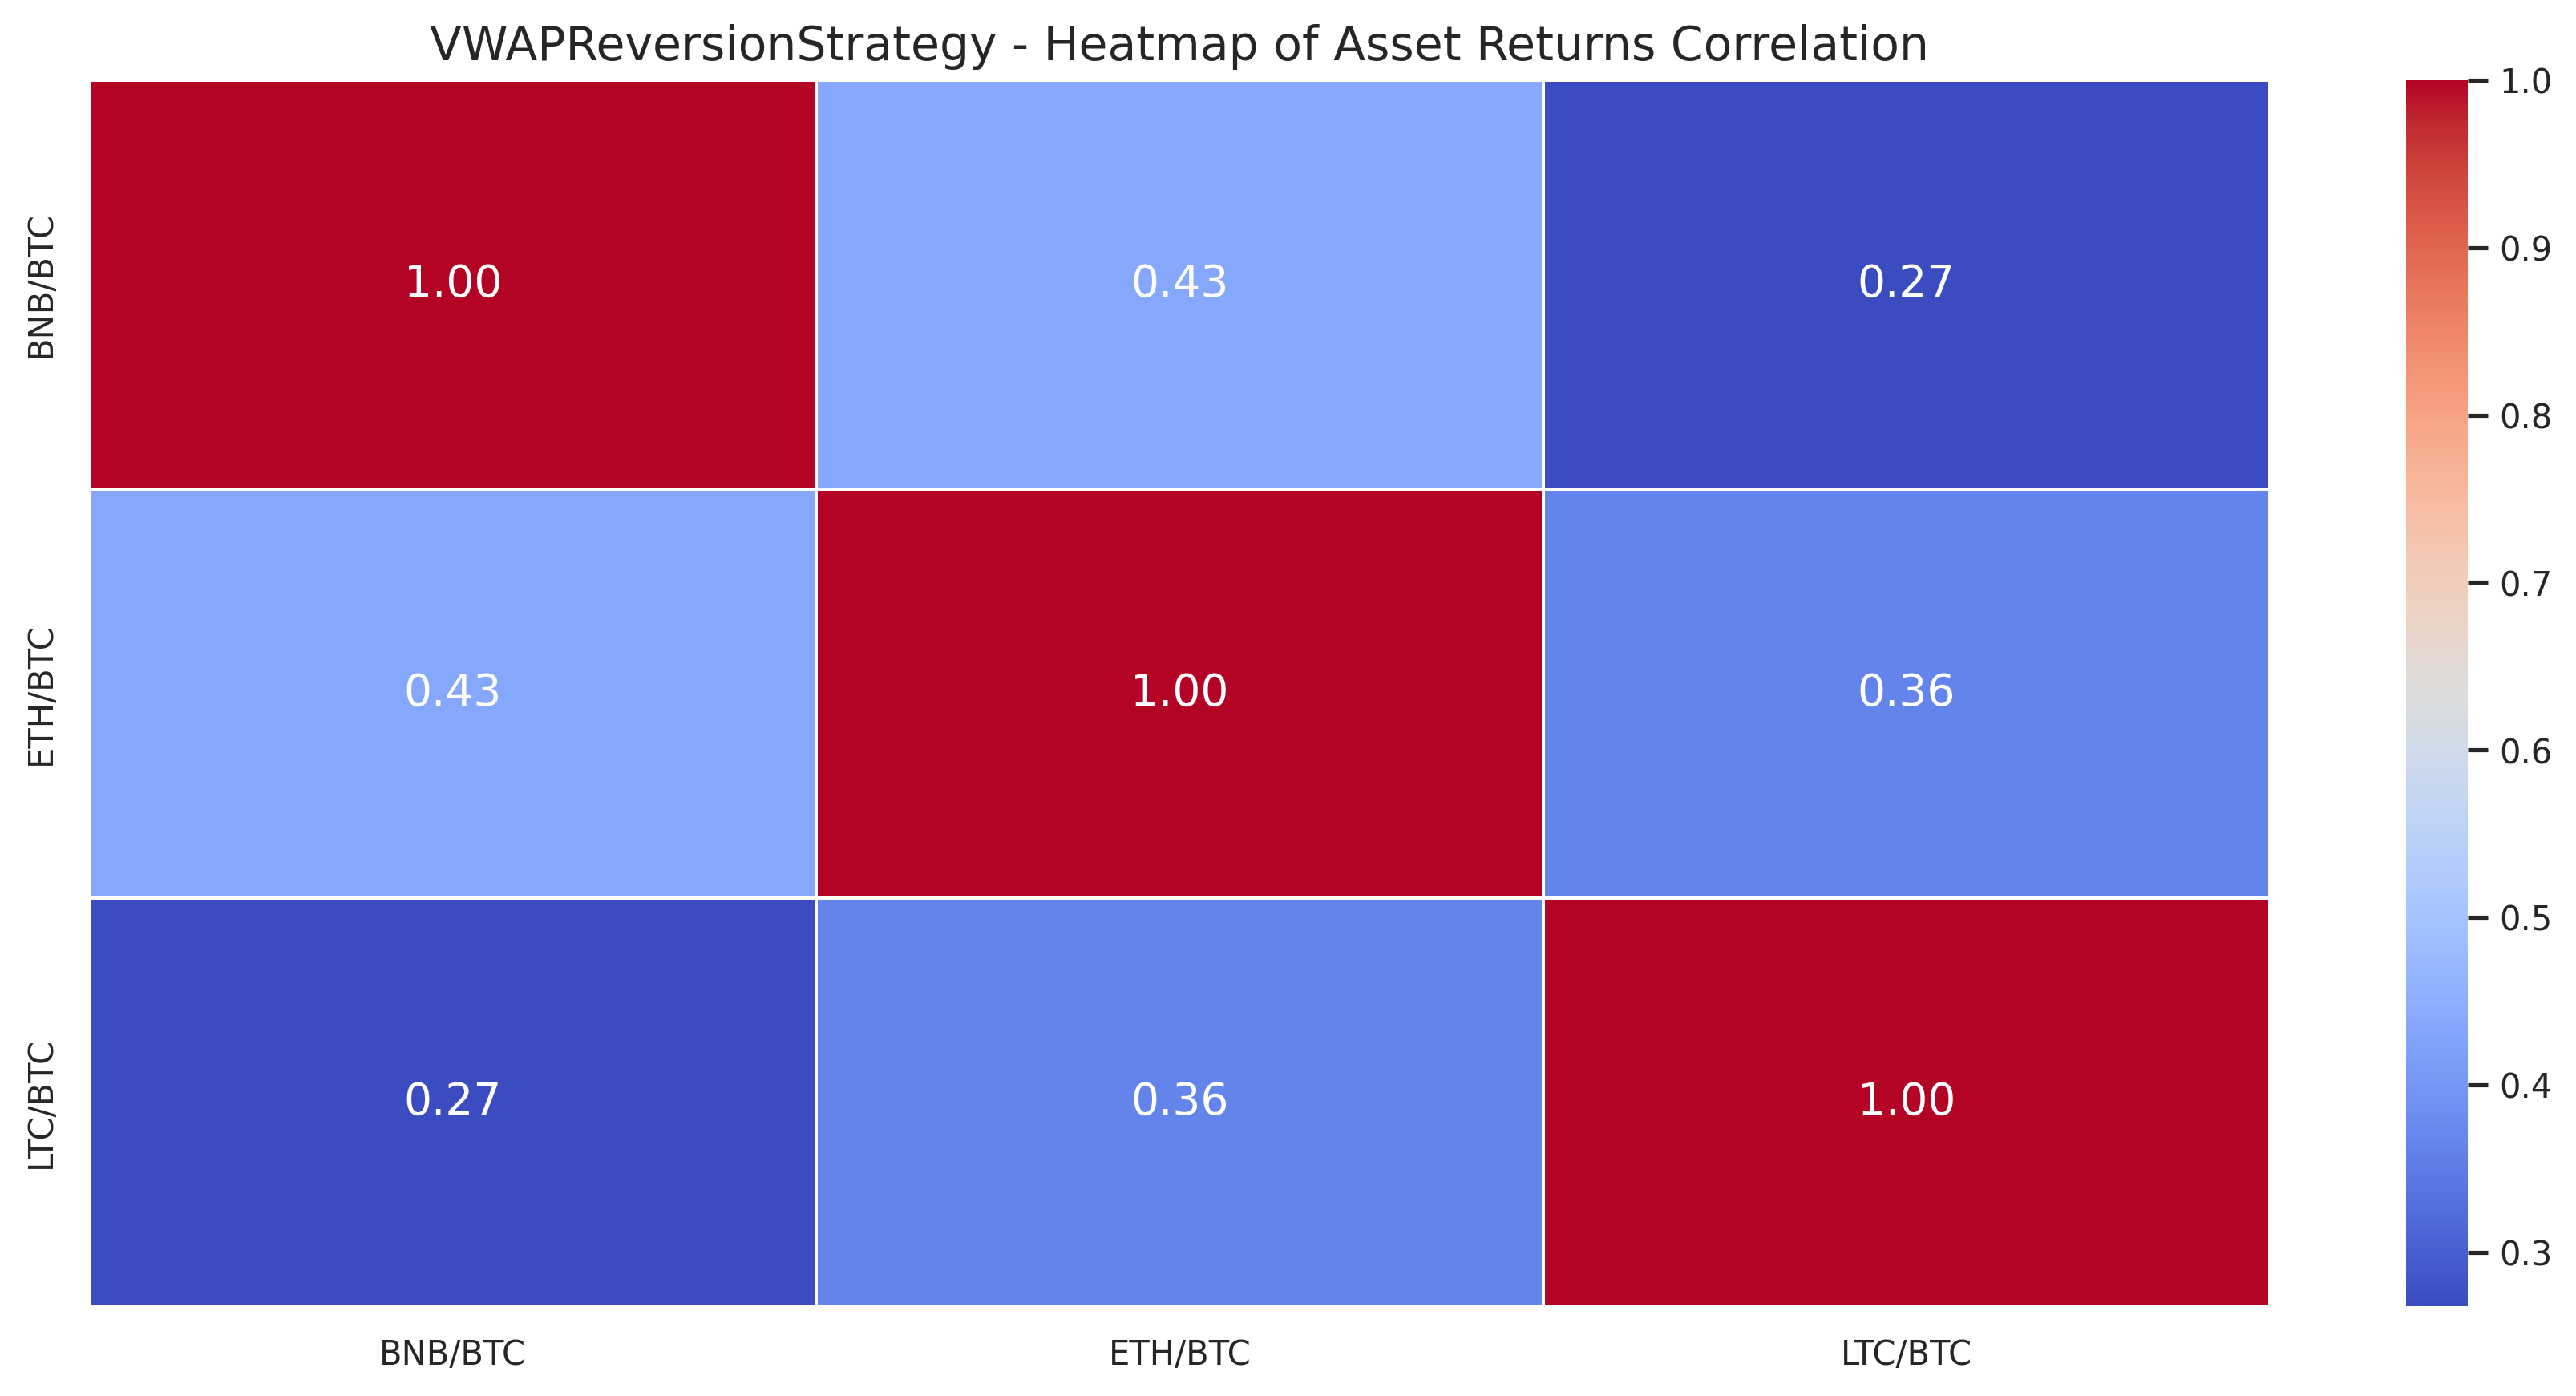 VWAPReversionStrategy - Heatmap of Asset Returns Correlation
BNB/BTC
1.00 0.43 0.27
ETH/BTC
0.43 1.00 0.36
LTC/BTC
0.27 0.36 1.00
BNB/BTC ETH/BTC LTC/BTC
1.0
0.9
0.8
0.7
0.6
0.5
0.4
0.3